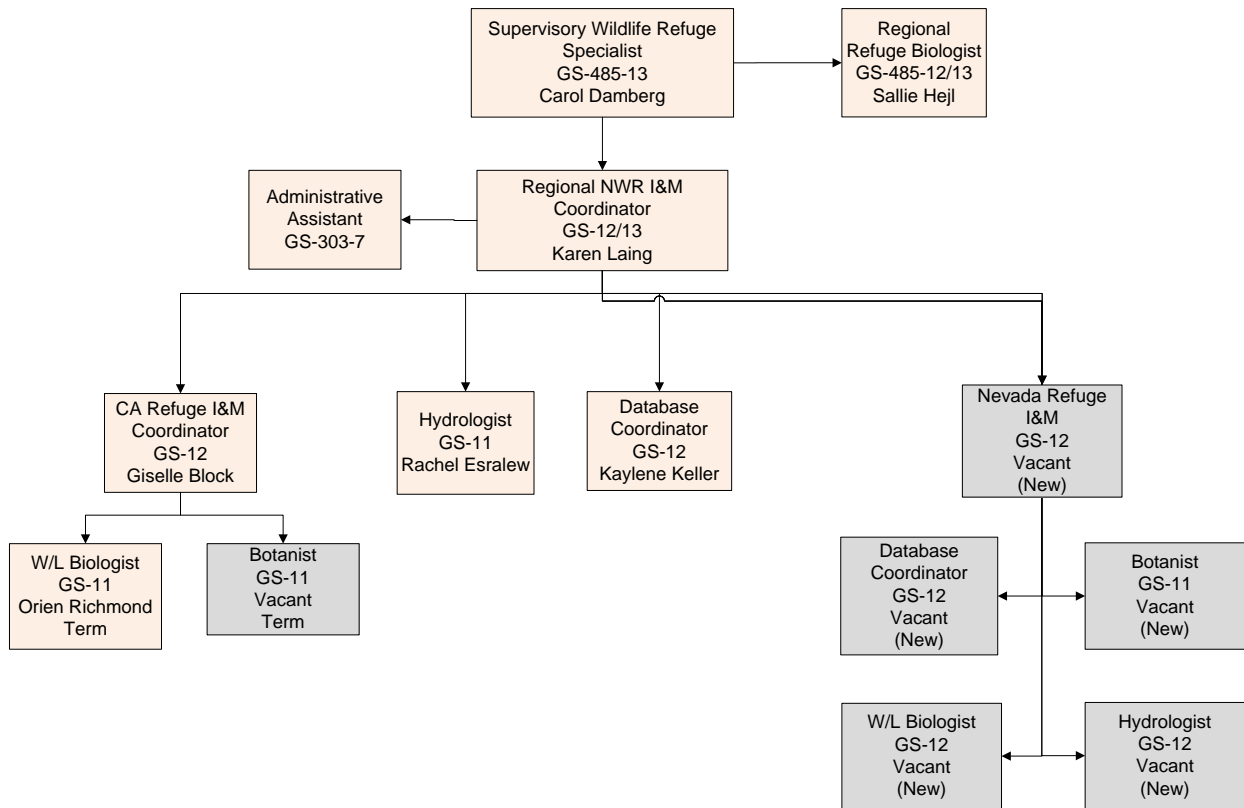 Supervisory Wildlife Refuge
Specialist
GS-485-13
Carol Damberg
Regional
Refuge Biologist
GS-485-12/13
Sallie Hejl
Administrative
Assistant
GS-303-7
Regional NWR I&M
Coordinator
GS-12/13
Karen Laing
CA Refuge I&M
Coordinator
GS-12
Giselle Block
Hydrologist
GS-11
Rachel Esralew
Database
Coordinator
GS-12
Kaylene Keller
Nevada Refuge
I&M
GS-12
Vacant
(New)
W/L Biologist
GS-11
Orien Richmond
Term
Botanist
GS-11
Vacant
Term
Database
Coordinator
GS-12
Vacant
(New)
Botanist
GS-11
Vacant
(New)
W/L Biologist
GS-12
Vacant
(New)
Hydrologist
GS-12
Vacant
(New)